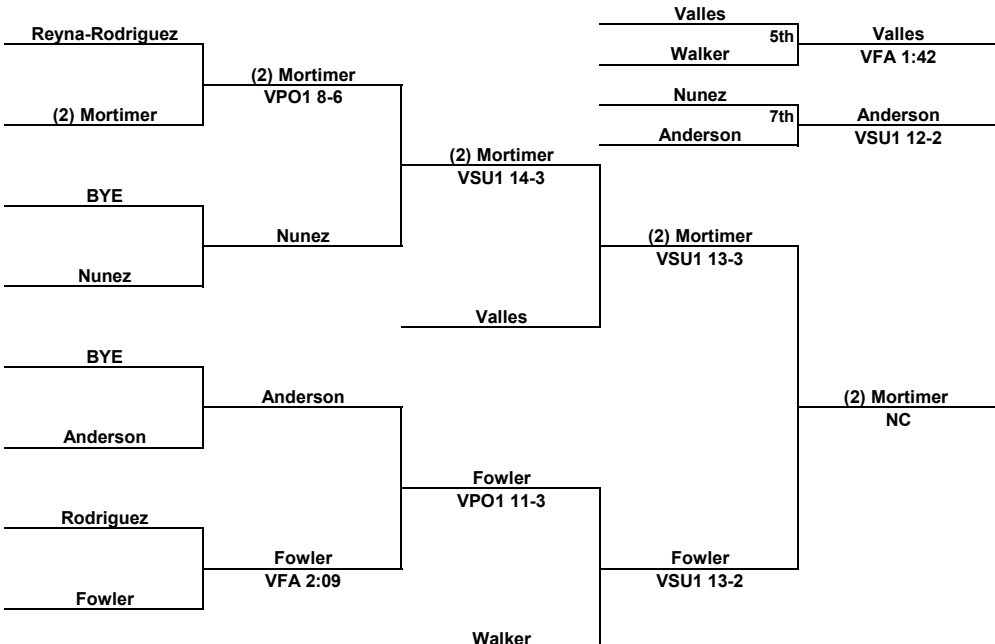 Reyna-Rodriguez
(2) Mortimer
BYE
Nunez
BYE
Anderson
Rodriguez
Fowler
(2) Mortimer
VPO1 8-6
Nunez
Anderson
Fowler
VFA 2:09
(2) Mortimer
VSU1 14-3
Valles
Fowler
VPO1 11-3
Walker
(2) Mortimer
VSU1 13-3
Fowler
VSU1 13-2
(2) Mortimer
NC
Valles
5th
Walker
Valles
VFA 1:42
Nunez
7th
Anderson
Anderson
VSU1 12-2